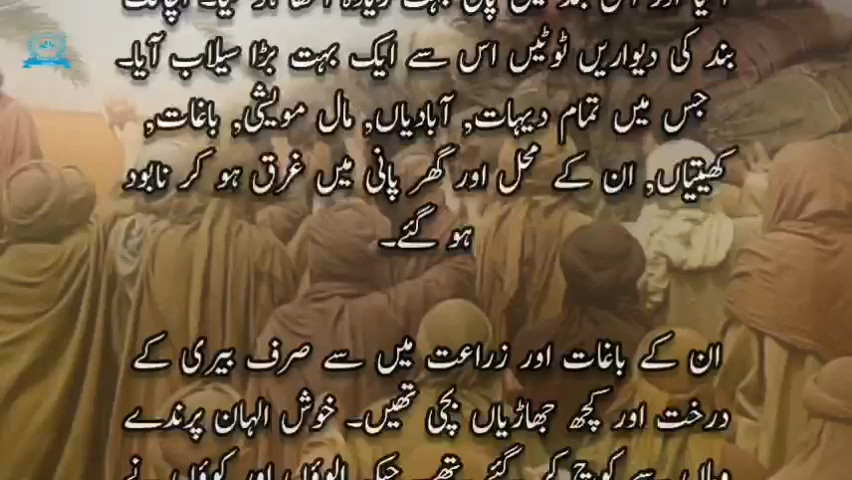 بند کی دیواریں ٹوٹیں اس سے ایک بہت بڑا سیلاب آیا۔
جس میں تمام دیہات, آبادیاں, مال مویشی, باغات,
کھیتیاں, ان کے محل اور گھر پانی میں غرق ہو کر نابود
ہو گئے۔
ان کے باغات اور زراعت میں سے صرف بیری کے
درخت اور کچھ جھاڑیاں بچی تھیں۔ خوش الہان پرندے